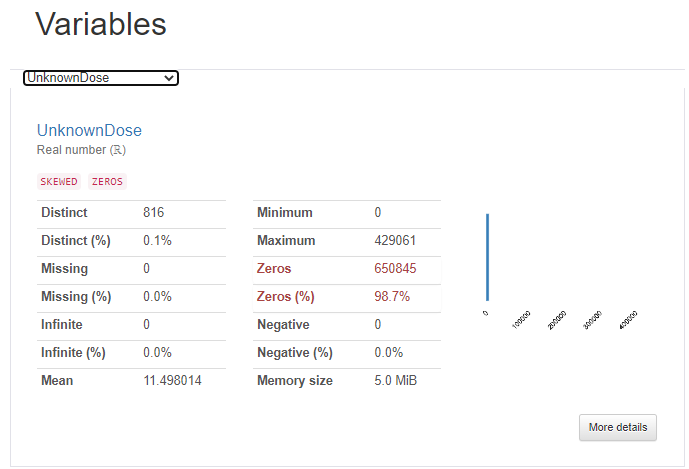 Variables
UnknownDose
UnknownDose
Real number (ℝ)
SKEWED ZEROS
Distinct 816
Distinct (%) 0.1%
Missing 0
Missing (%) 0.0%
Infinite 0
Infinite (%) 0.0%
Mean 11.498014
Minimum 0
Maximum 429061
Zeros 650845
Zeros (%) 98.7%
Negative 0
Negative (%) 0.0%
Memory size 5.0 MiB
0 100000 200000 300000 400000
More details